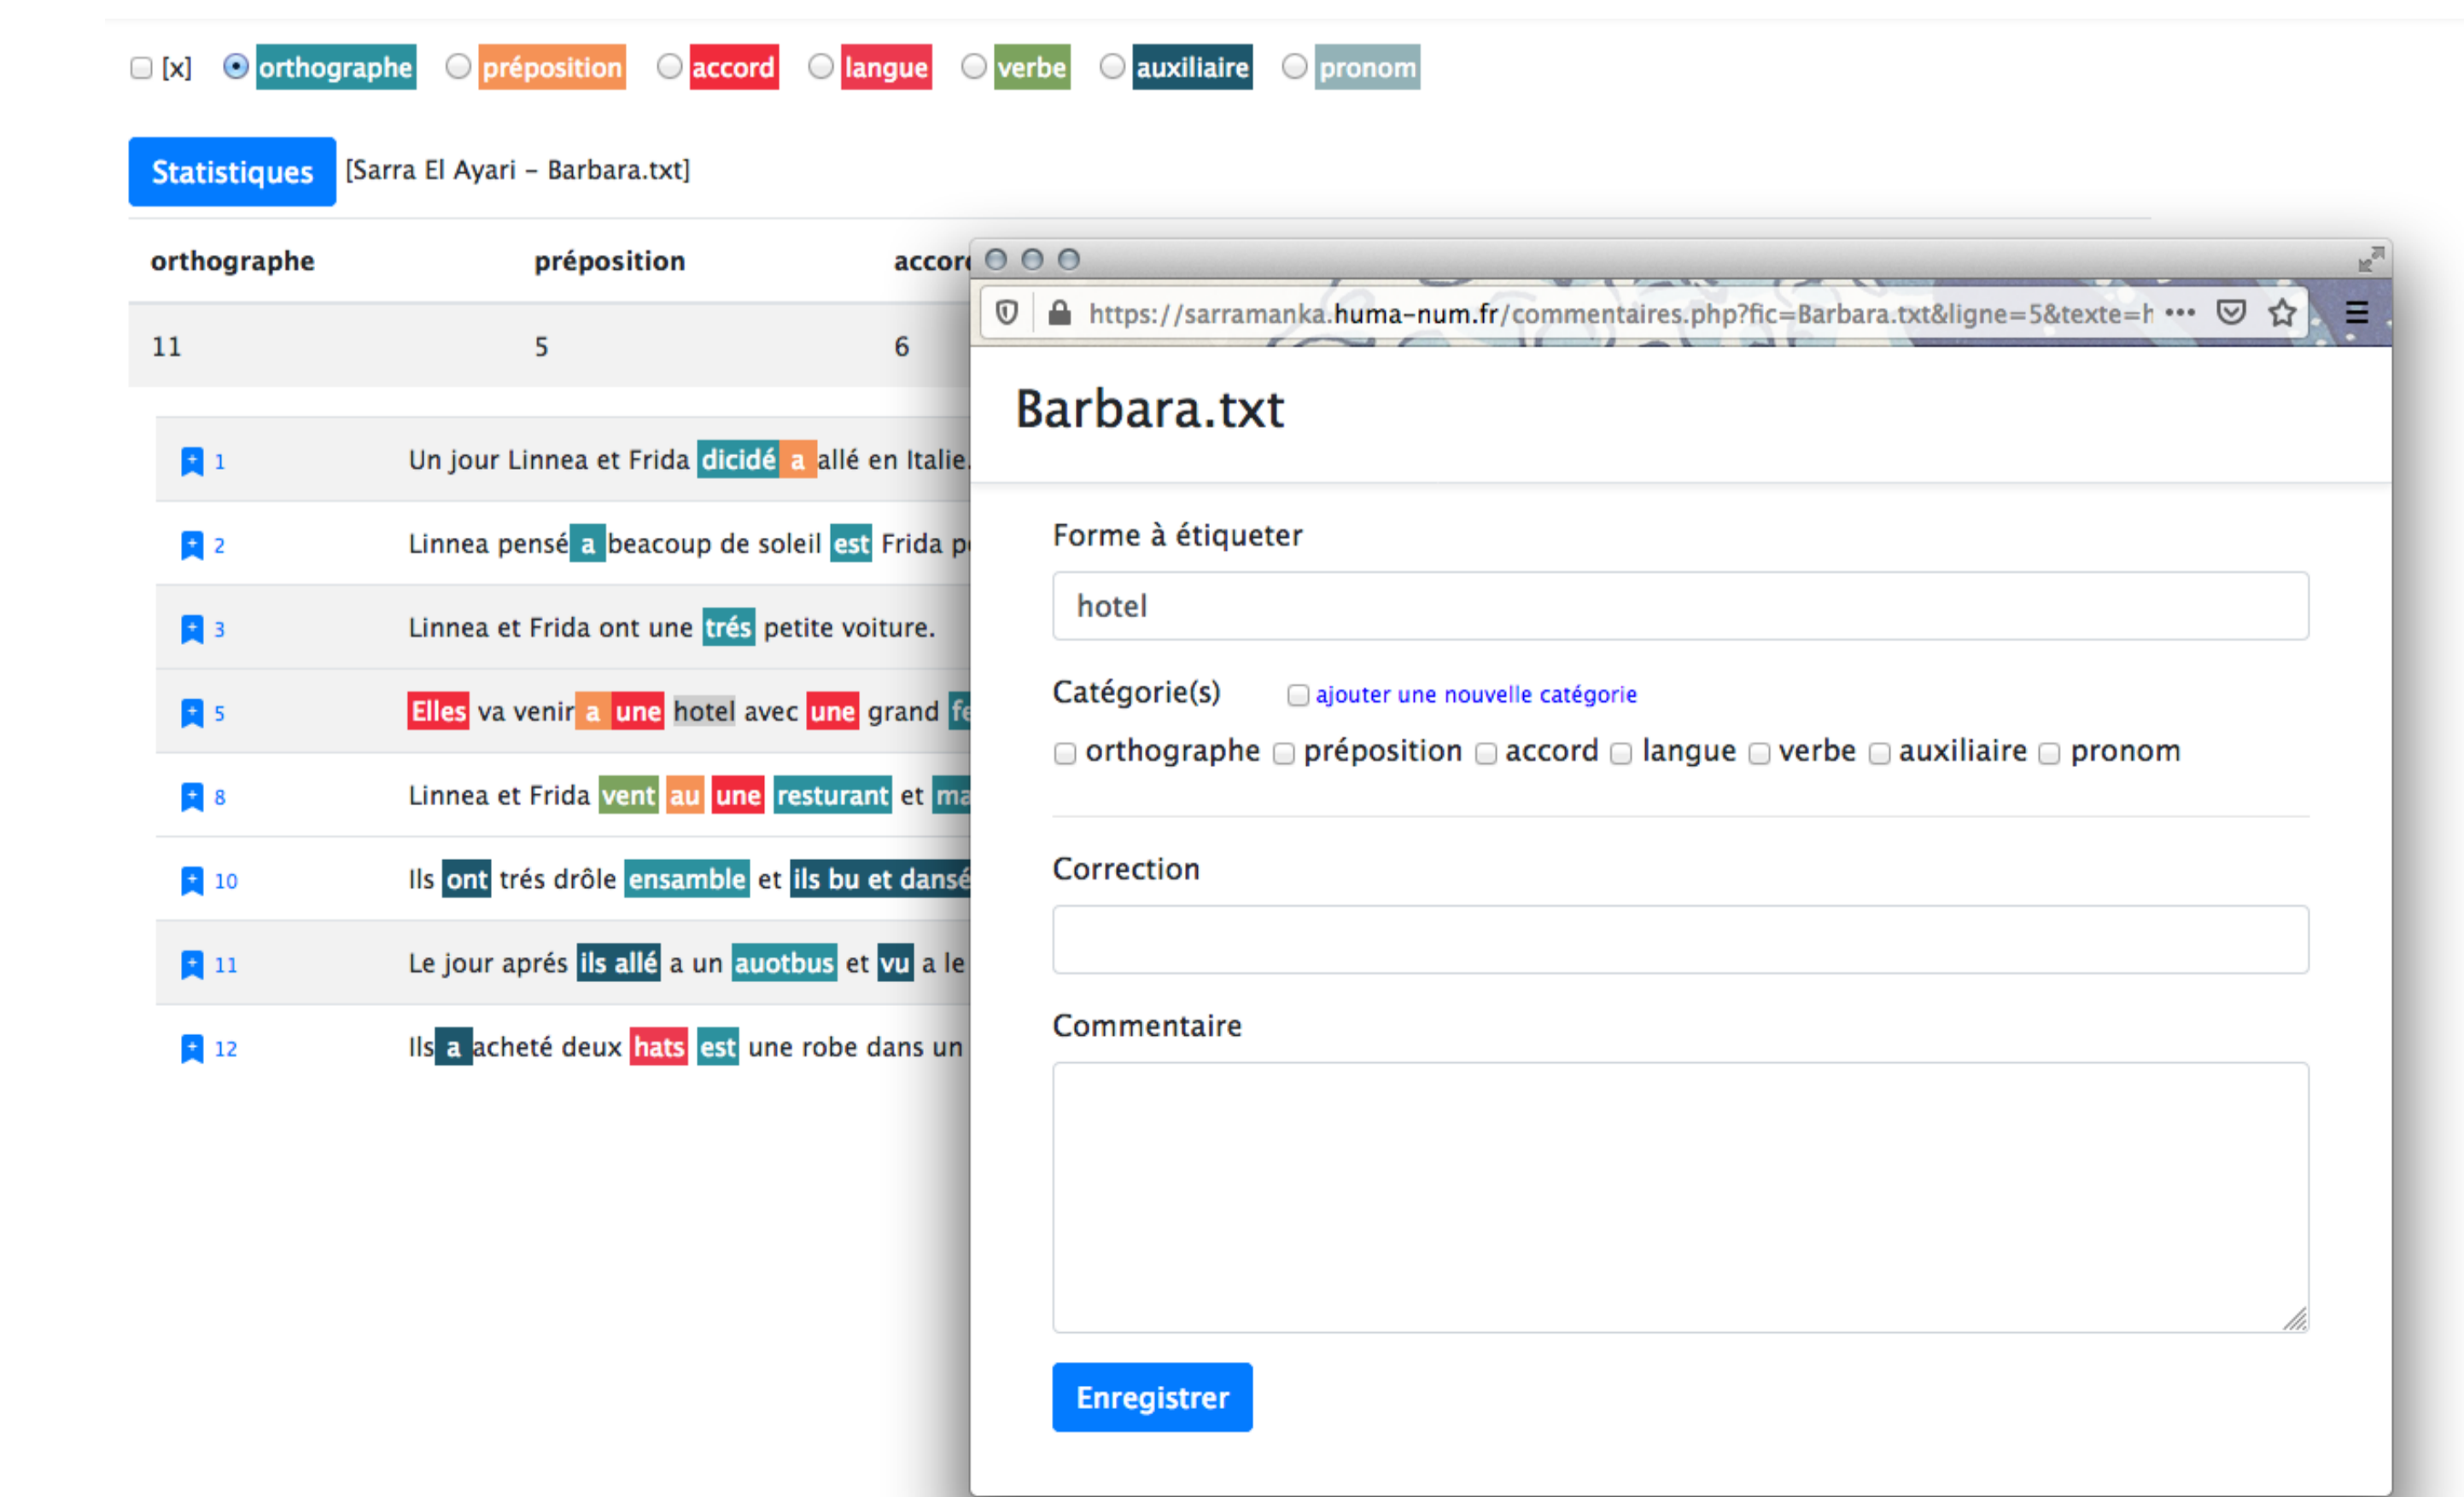 [x] orthographe préposition accord langue verbe auxiliaire pronom
Statistiques [Sarra El Ayari – Barbara.txt]
orthographe préposition accord
11 5 6
1 Un jour Linnea et Frida dicidé a allé en Italie.
2 Linnea pensé a beacoup de soleil est Frida
3 Linnea et Frida ont une trés petite voiture.
5 Elles va venir a une hotel avec une grand
8 Linnea et Frida vent au une resturant et
10 Ils ont trés drôle ensamble et ils bu et dansé
11 Le jour aprés ils allé a un auotbus et vu a le
12 Ils a acheté deux hats est une robe dans un
https://sarramanka.huma-num.fr/commentaires.php?fic=Barbara.txt&ligne=5&texte=h •••
Barbara.txt
Forme à étiqueter
hotel
Catégorie(s) ajouter une nouvelle catégorie
orthographe préposition accord langue verbe auxiliaire pronom
Correction
Commentaire
Enregistrer